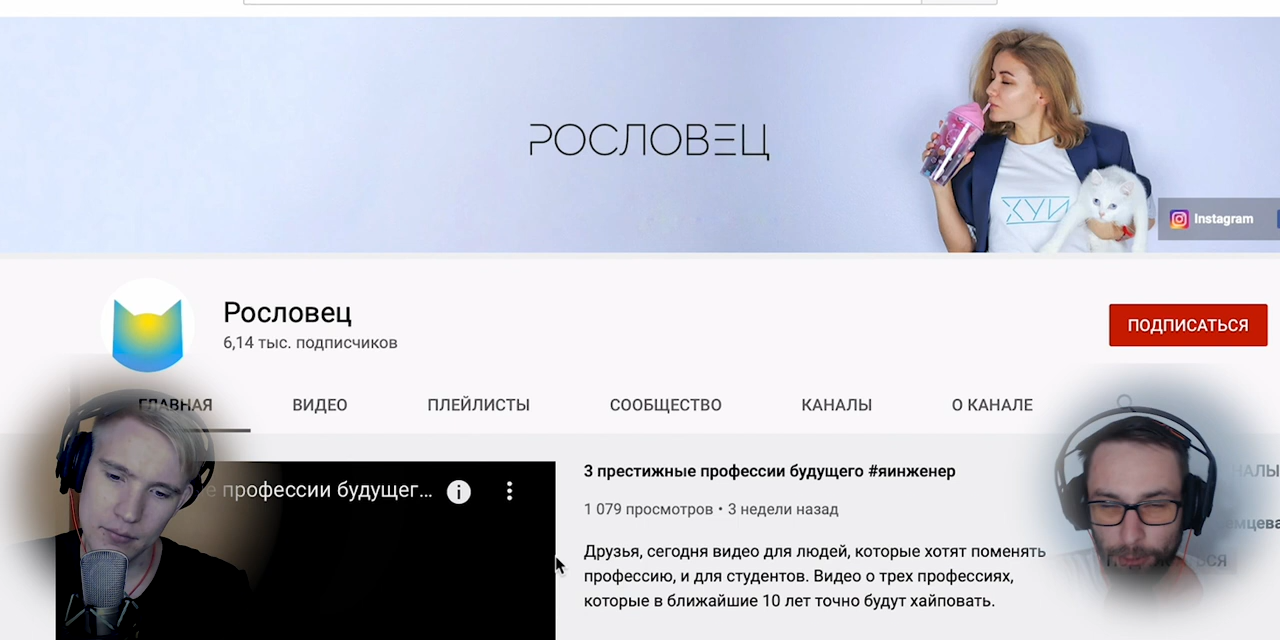 РОСЛОВЕЦ
ХУИ
Instagram
Рословец
6,14 тыс. подписчиков
ПОДПИСАТЬСЯ
ГЛАВНАЯ
ВИДЕО
ПЛЕЙЛИСТЫ
СООБЩЕСТВО
КАНАЛЫ
О КАНАЛЕ
е профессии будущег...
3 престижные профессии будущего #яинженер
1 079 просмотров • 3 недели назад
Друзья, сегодня видео для людей, которые хотят поменять
профессию, и для студентов. Видео о трех профессиях,
которые в ближайшие 10 лет точно будут хайповать.